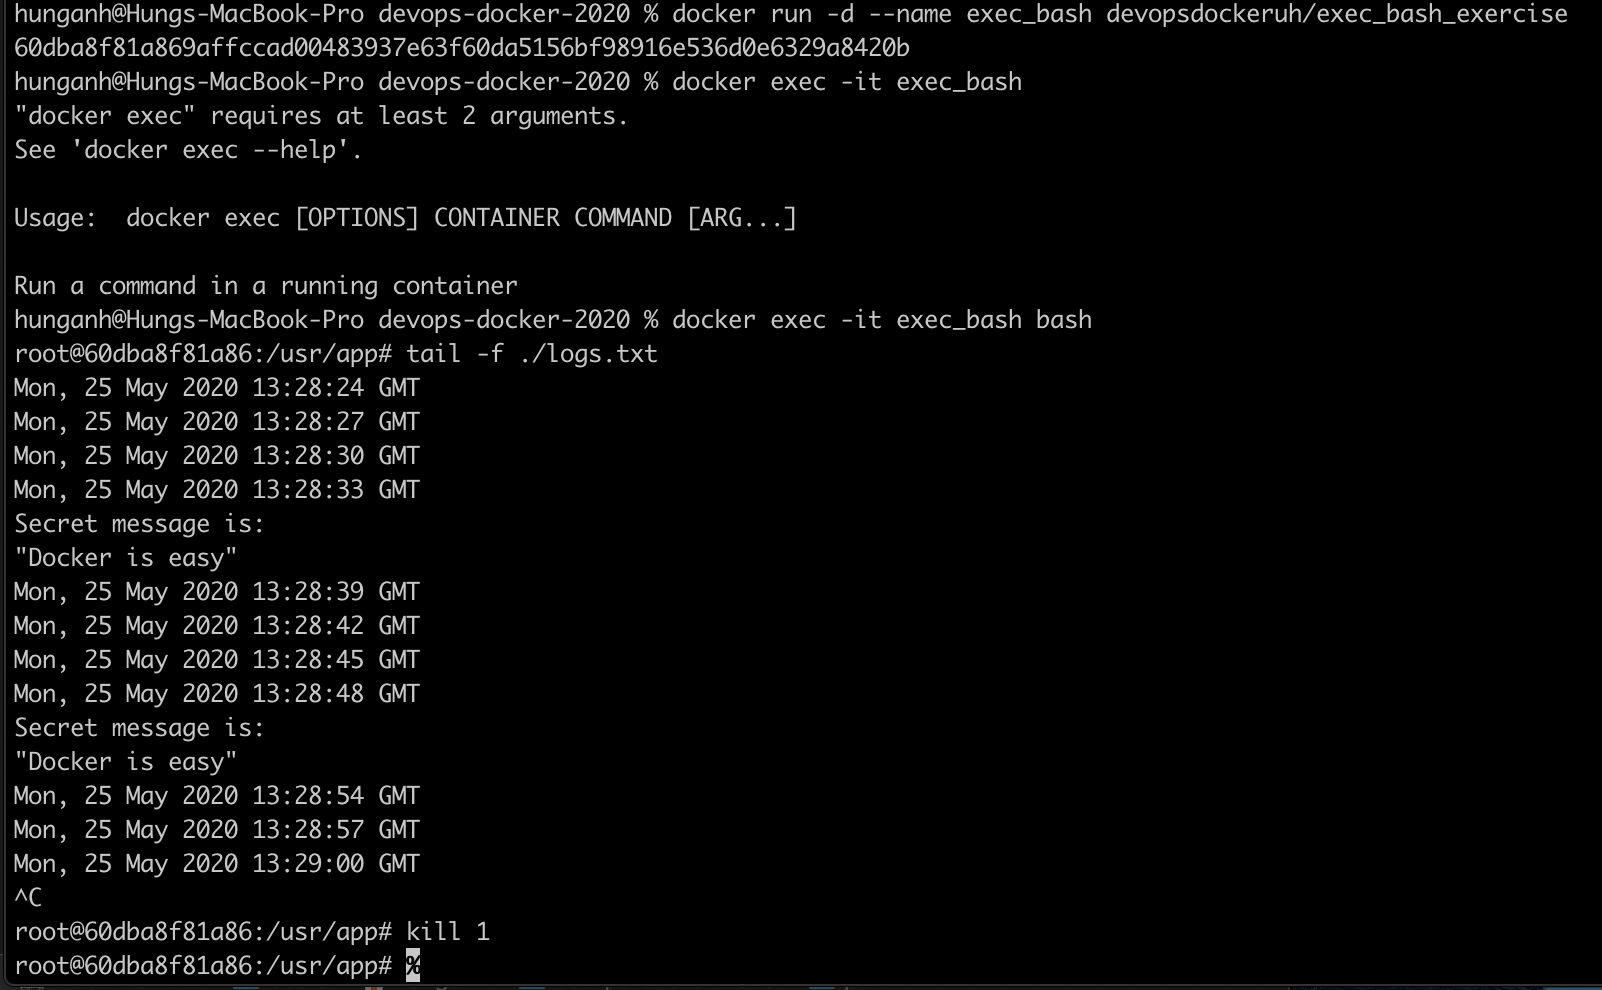 hunganh@Hungs-MacBook-Pro devops-docker-2020 % docker run -d --name exec_bash devopsdockeruh/exec_bash_exercise
60dba8f81a869affccad00483937e63f60da5156bf98916e536d0e6329a8420b
hunganh@Hungs-MacBook-Pro devops-docker-2020 % docker exec -it exec_bash
"docker exec" requires at least 2 arguments.
See 'docker exec --help'.
Usage:  docker exec [OPTIONS] CONTAINER COMMAND [ARG...]
Run a command in a running container
hunganh@Hungs-MacBook-Pro devops-docker-2020 % docker exec -it exec_bash bash
root@60dba8f81a86:/usr/app# tail -f ./logs.txt
Mon, 25 May 2020 13:28:24 GMT
Mon, 25 May 2020 13:28:27 GMT
Mon, 25 May 2020 13:28:30 GMT
Mon, 25 May 2020 13:28:33 GMT
Secret message is:
"Docker is easy"
Mon, 25 May 2020 13:28:39 GMT
Mon, 25 May 2020 13:28:42 GMT
Mon, 25 May 2020 13:28:45 GMT
Mon, 25 May 2020 13:28:48 GMT
Secret message is:
"Docker is easy"
Mon, 25 May 2020 13:28:54 GMT
Mon, 25 May 2020 13:28:57 GMT
Mon, 25 May 2020 13:29:00 GMT
^C
root@60dba8f81a86:/usr/app# kill 1
root@60dba8f81a86:/usr/app# %